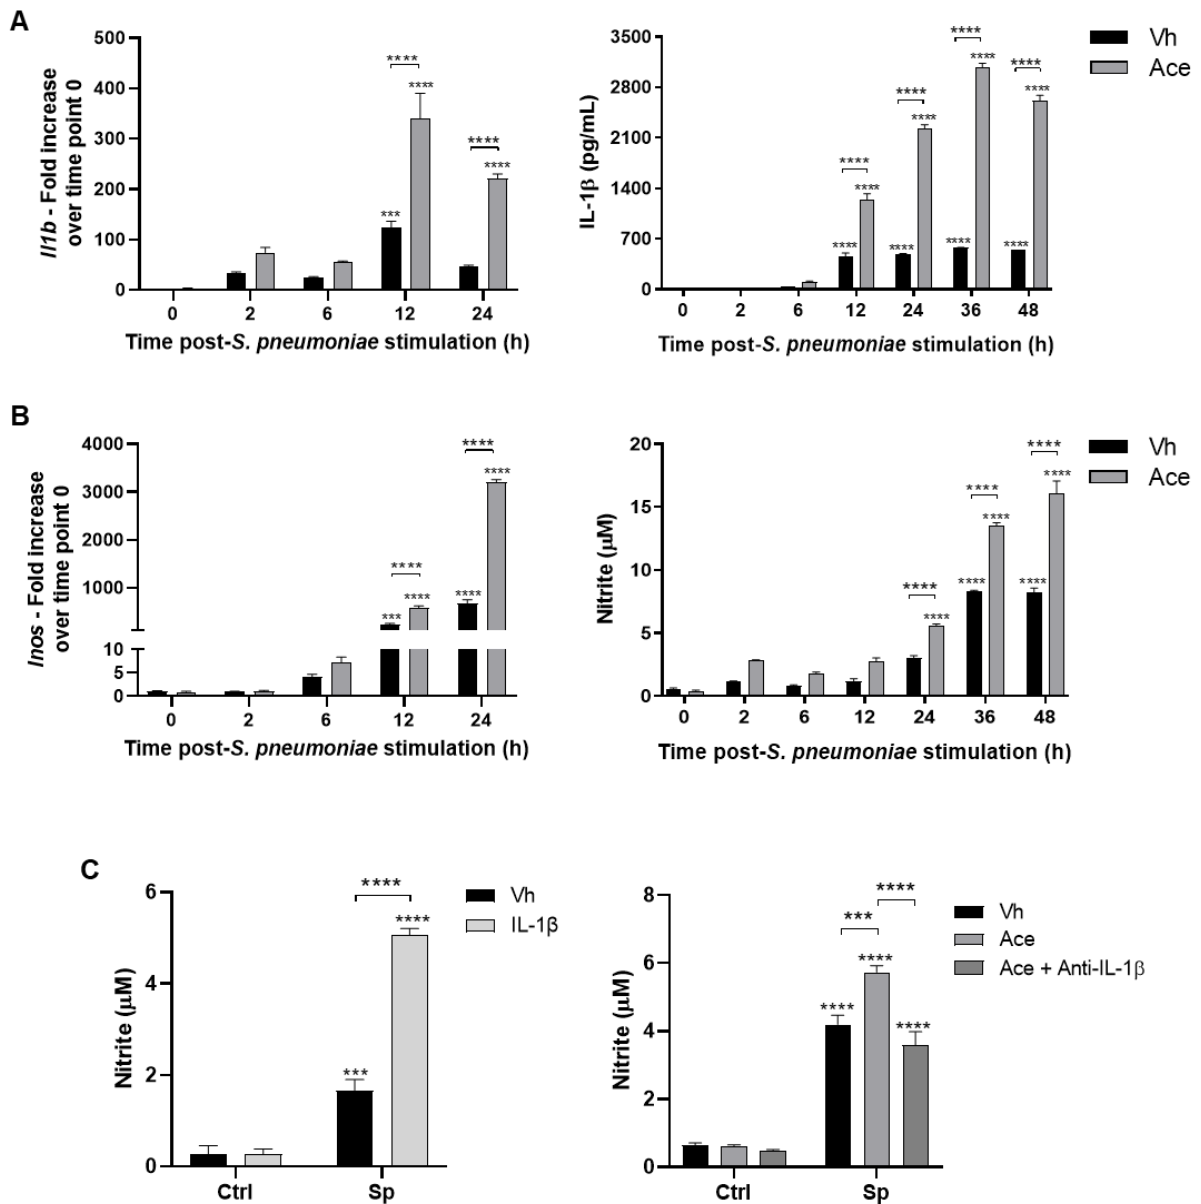 A
Il1b - Fold increase
over time point 0
500
400
300
200
100
0
****
****
***
****
****
0 2 6 12 24
Time post-S. pneumoniae stimulation (h)
IL-1β (pg/mL)
3500
2800
2100
1400
700
0
****
****
****
****
****
****
****
****
****
****
****
****
0 2 6 12 24 36 48
Time post-S. pneumoniae stimulation (h)
Vh
Ace
B
Inos - Fold increase
over time point 0
4000
3000
2000
1000
10
5
0
****
****
****
****
***
****
0 2 6 12 24
Time post-S. pneumoniae stimulation (h)
Nitrite (μM)
20
15
10
5
0
****
****
****
****
****
****
****
****
0 2 6 12 24 36 48
Time post-S. pneumoniae stimulation (h)
Vh
Ace
C
Nitrite (μM)
6
4
2
0
****
****
***
Ctrl Sp
Vh
IL-1β
Nitrite (μM)
8
6
4
2
0
****
***
****
****
****
Ctrl Sp
Vh
Ace
Ace + Anti-IL-1β